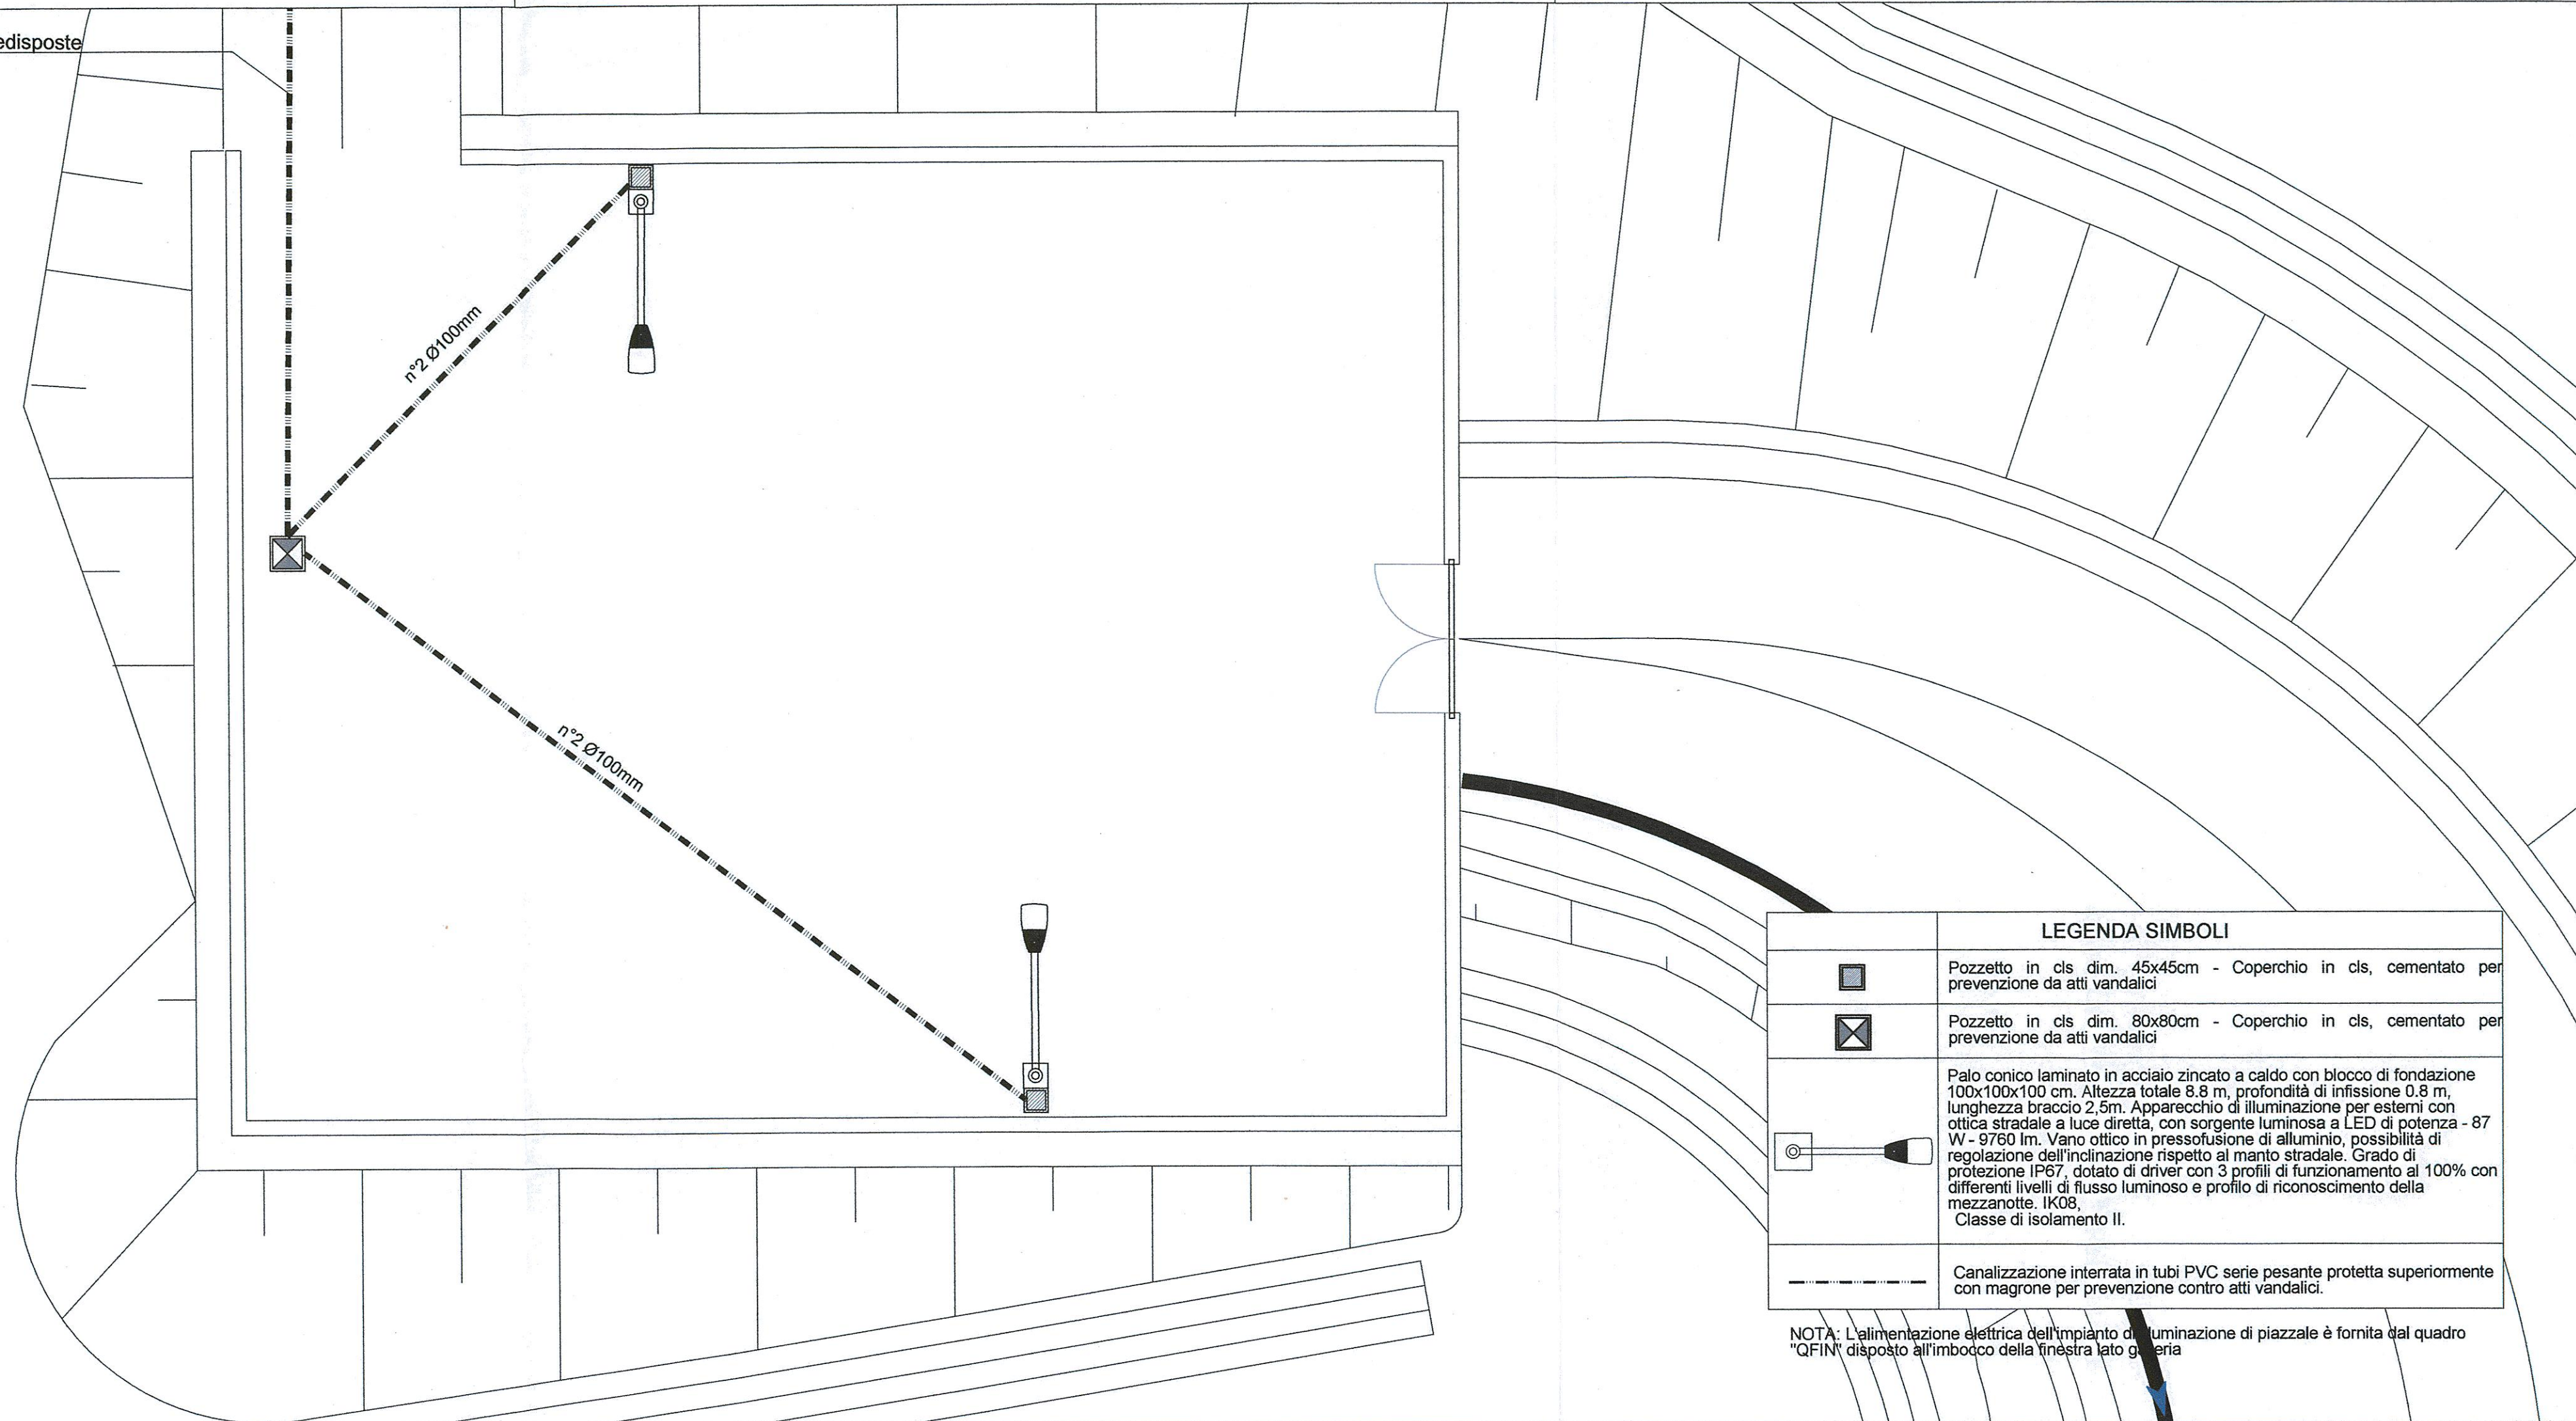 edisposte
n°2 Ø100mm
n°2 Ø100mm
LEGENDA SIMBOLI
Pozzetto in cls dim. 45x45cm - Coperchio in cls, cementato per
prevenzione da atti vandalici
Pozzetto in cls dim. 80x80cm - Coperchio in cls, cementato per
prevenzione da atti vandalici
Palo conico laminato in acciaio zincato a caldo con blocco di fondazione
100x100x100 cm. Altezza totale 8.8 m, profondità di infissione 0.8 m,
lunghezza braccio 2,5m. Apparecchio di illuminazione per esterni con
ottica stradale a luce diretta, con sorgente luminosa a LED di potenza - 87
W - 9760 lm. Vano ottico in pressofusione di alluminio, possibilità di
regolazione dell'inclinazione rispetto al manto stradale. Grado di
protezione IP67, dotato di driver con 3 profili di funzionamento al 100% con
differenti livelli di flusso luminoso e profilo di riconoscimento della
mezzanotte. IK08,
Classe di isolamento II.
Canalizzazione interrata in tubi PVC serie pesante protetta superiormente
con magrone per prevenzione contro atti vandalici.
NOTA: L'alimentazione elettrica dell'impianto di illuminazione di piazzale è fornita dal quadro
"QFIN" disposto all'imbocco della finestra lato galleria